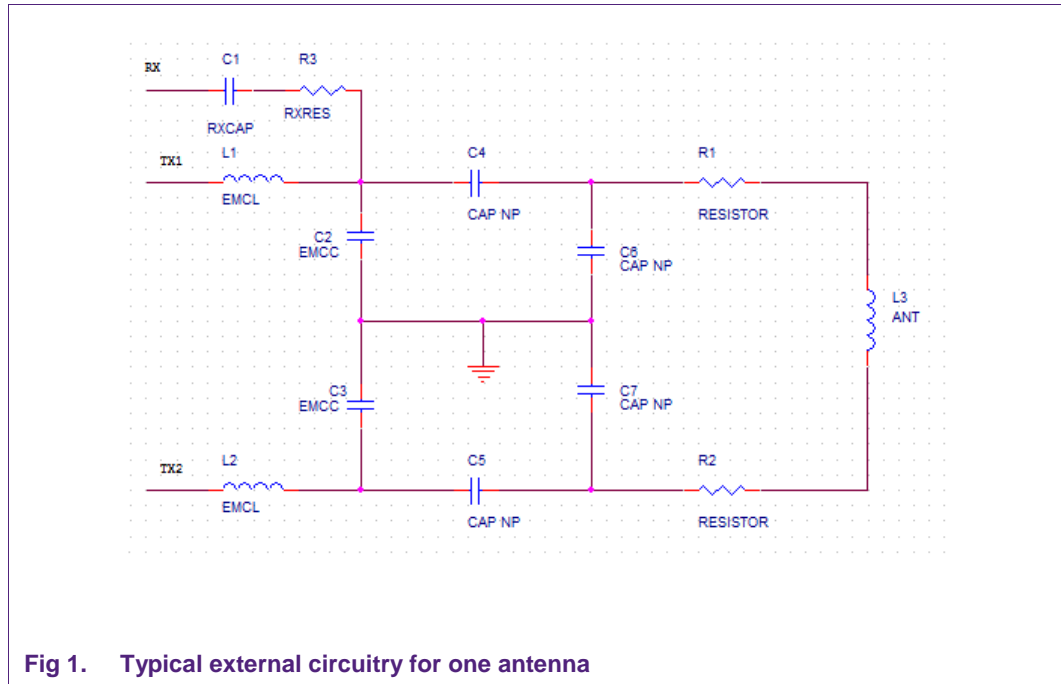 C1 R3
RX
RXCAP RXRES
TX1 L1 C4 R1
EMCL CAP NP RESISTOR
C2
EMCC
C6
CAP NP
L3
ANT
C3
EMCC
C7
CAP NP
TX2 L2 C5 R2
EMCL CAP NP RESISTOR
Fig 1. Typical external circuitry for one antenna